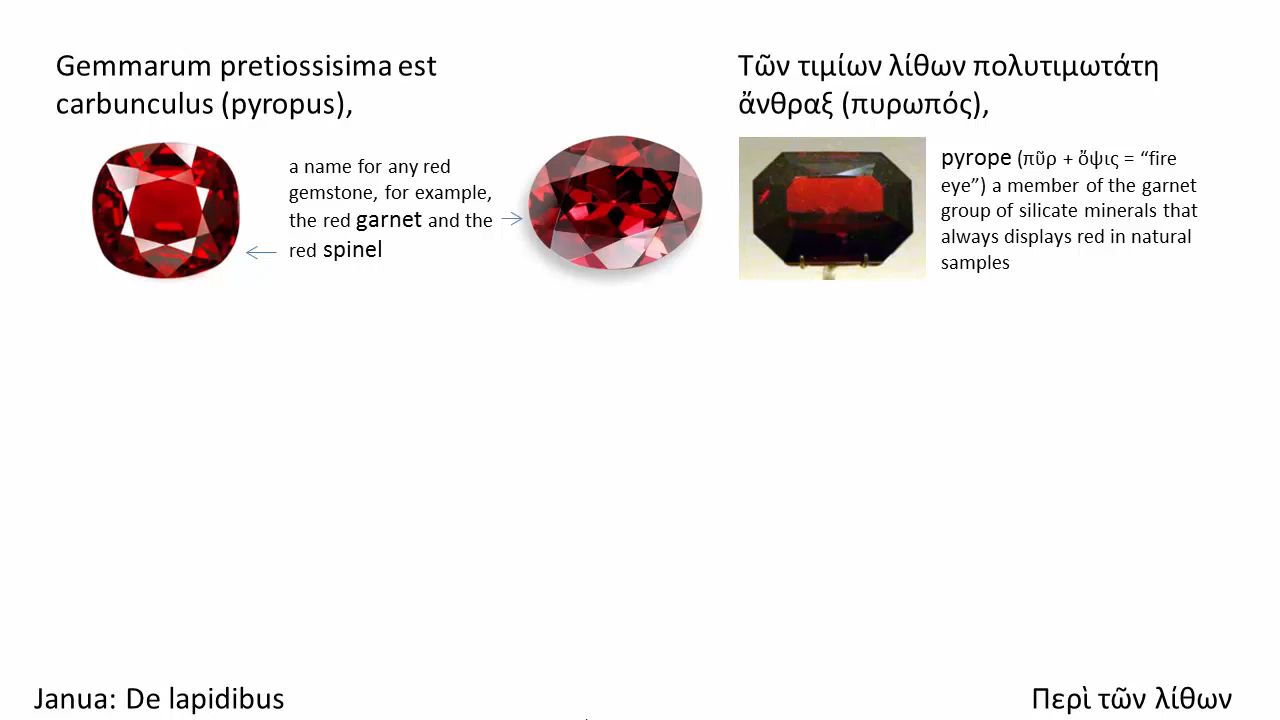 Gemmarum pretiossisima est
carbunculus (pyropus),
a name for any red
gemstone, for example,
the red garnet and the
red spinel
Τῶν τιμίων λίθων πολυτιμωτάτη
ἄνθραξ (πυρωπός),
pyrope (πῦρ + ὄψις = “fire
eye”) a member of the garnet
group of silicate minerals that
always displays red in natural
samples
Janua: De lapidibus
Περὶ τῶν λίθων